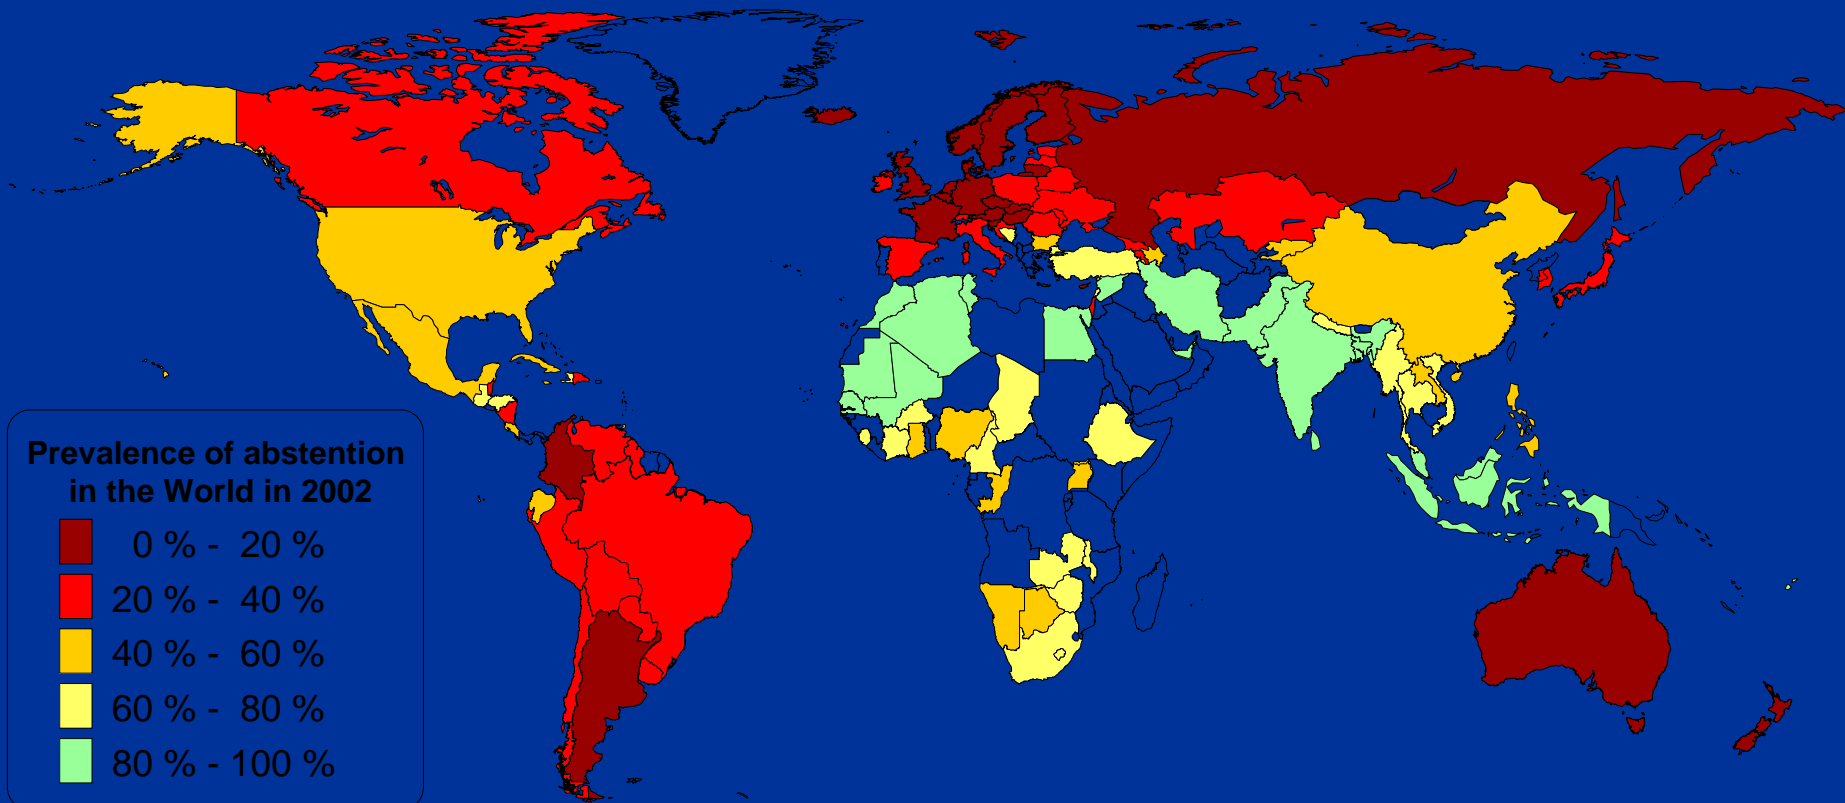 Prevalence of abstention
in the World in 2002
0 % - 20 %
20 % - 40 %
40 % - 60 %
60 % - 80 %
80 % - 100 %